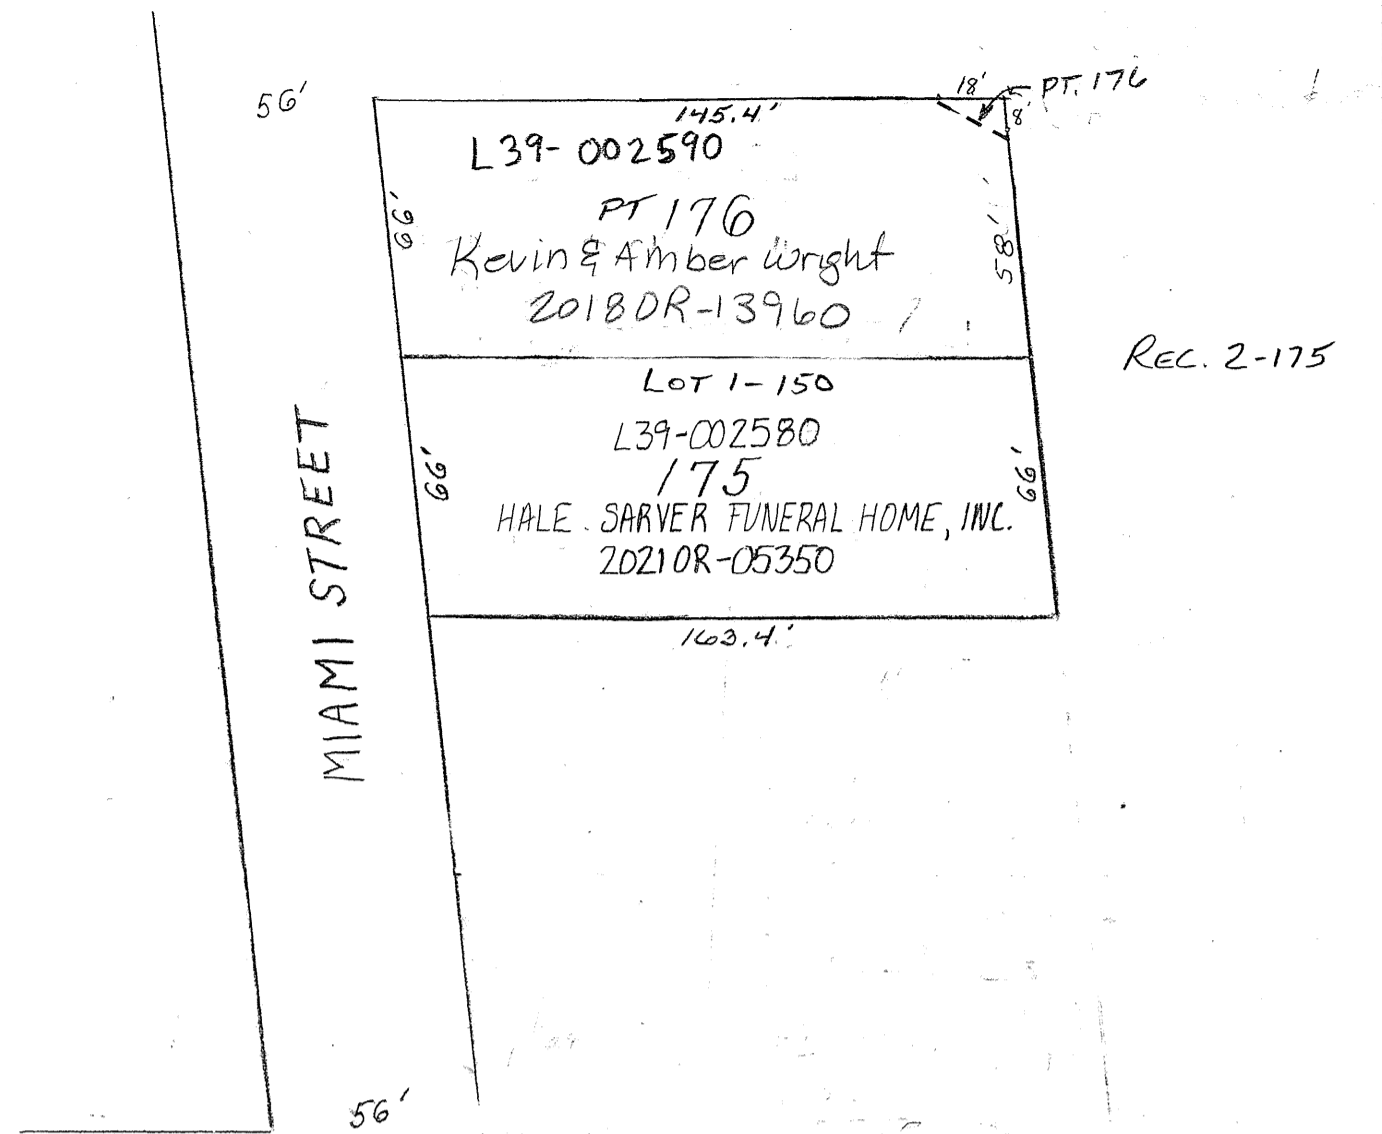 56'
18'
PT. 176
145.4'
8'
L39-002590
66'
PT 176
58'
Kevin & Amber Wright
2018OR-13960
REC. 2-175
LOT 1-150
L39-002580
66'
175
66'
HALE SARVER FUNERAL HOME, INC.
2021OR-05350
163.4'
MIAMI STREET
56'